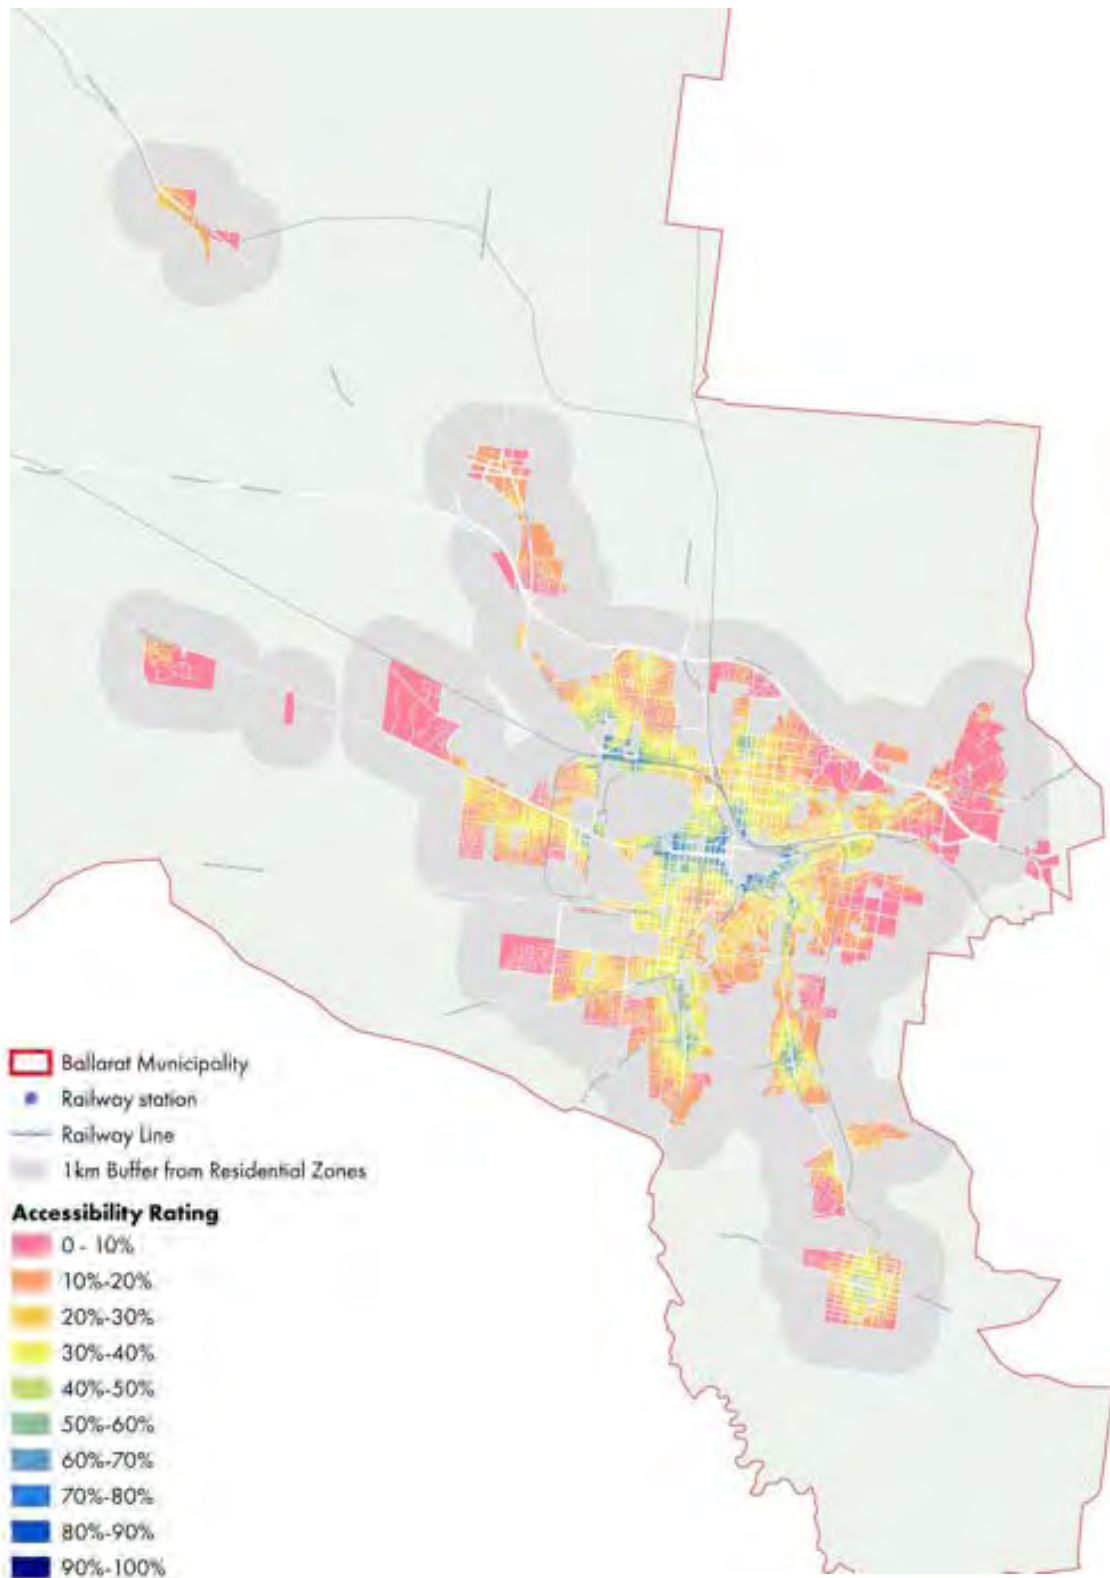 Ballarat Municipality
Railway station
Railway Line
1km Buffer from Residential Zones
Accessibility Rating
0 - 10%
10%-20%
20%-30%
30%-40%
40%-50%
50%-60%
60%-70%
70%-80%
80%-90%
90%-100%